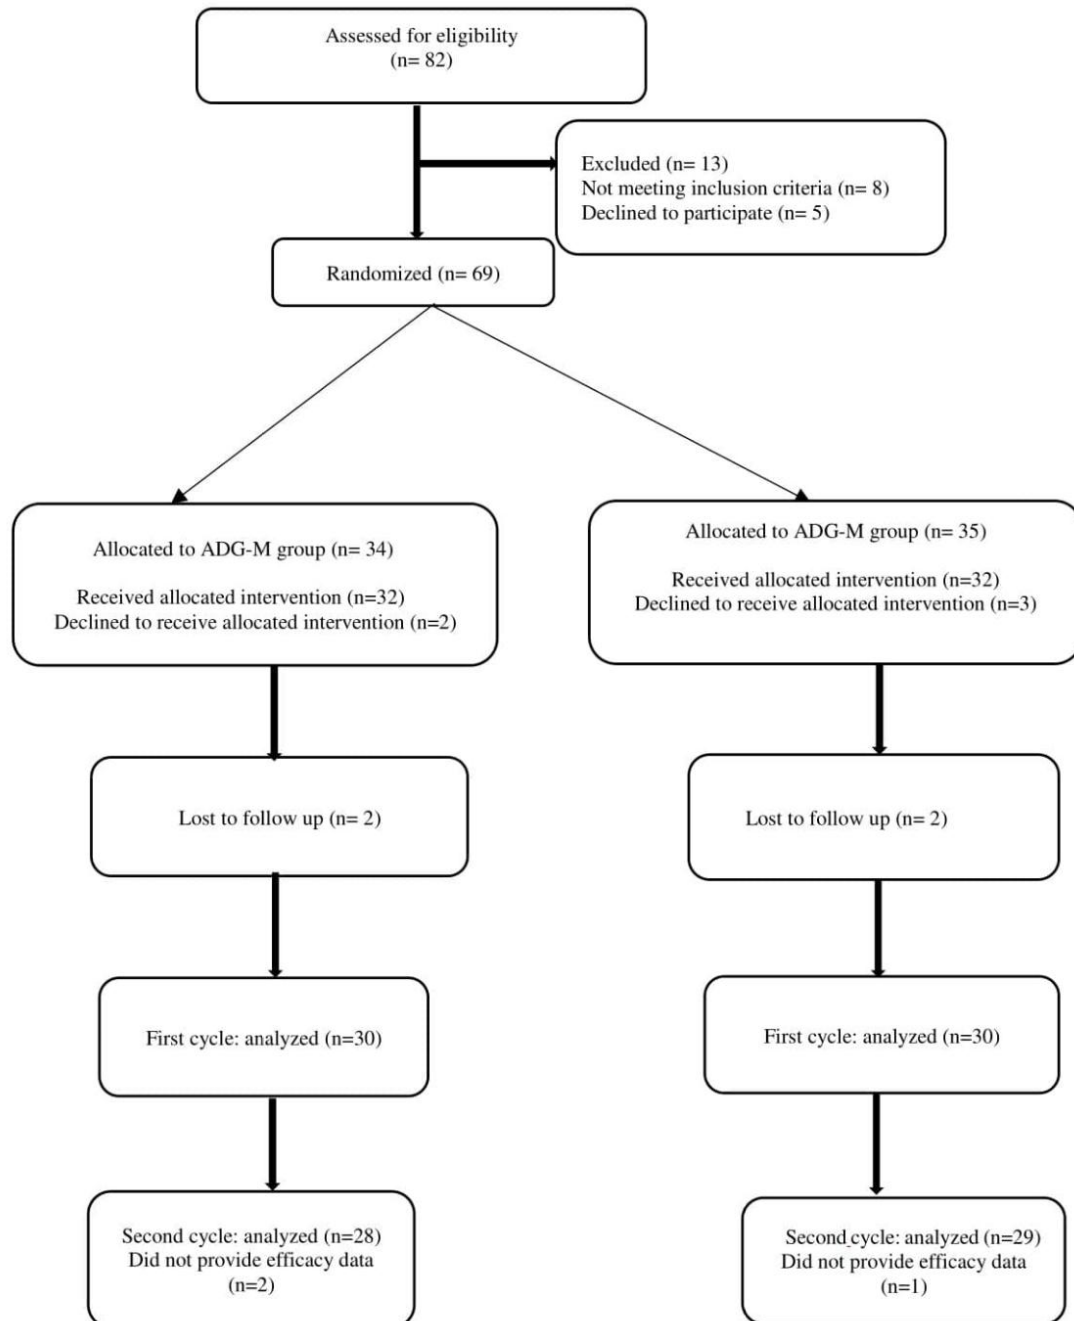 Assessed for eligibility
(n= 82)
Excluded (n= 13)
Not meeting inclusion criteria (n= 8)
Declined to participate (n= 5)
Randomized (n= 69)
Allocated to ADG-M group (n= 34)
Received allocated intervention (n=32)
Declined to receive allocated intervention (n=2)
Allocated to ADG-M group (n= 35)
Received allocated intervention (n=32)
Declined to receive allocated intervention (n=3)
Lost to follow up (n= 2)
Lost to follow up (n= 2)
First cycle: analyzed (n=30)
First cycle: analyzed (n=30)
Second cycle: analyzed (n=28)
Did not provide efficacy data
(n=2)
Second cycle: analyzed (n=29)
Did not provide efficacy data
(n=1)